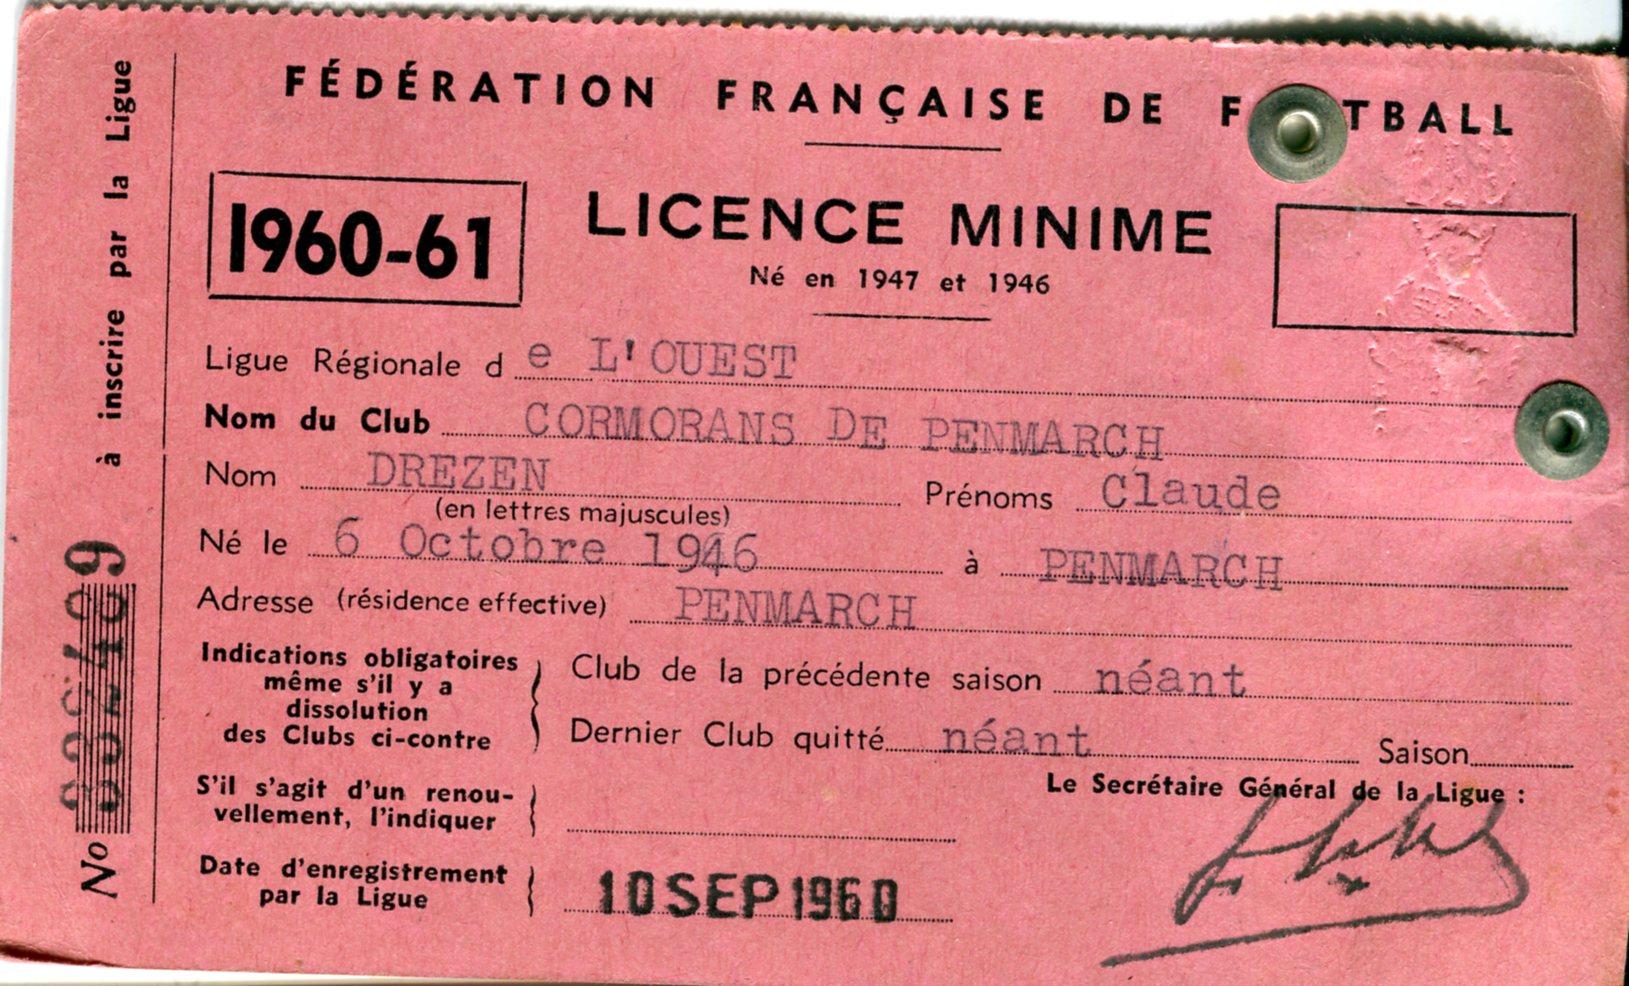 FÉDÉRATION FRANÇAISE DE F TBALL
1960-61
LICENCE MINIME
Né en 1947 et 1946
Ligue Régionale d e L'OUEST
Nom du Club CORMORANS DE PENMARCH
Nom DREZEN Prénoms Claude
(en lettres majuscules)
Né le 6 Octobre 1946 à PENMARCH
Adresse (résidence effective) PENMARCH
Indications obligatoires même s'il y a dissolution des Clubs ci-contre
Club de la précédente saison néant
Dernier Club quitté néant Saison
S'il s'agit d'un renou-
vellement, l'indiquer
Date d'enregistrement
par la Ligue
10 SEP 1960
Le Secrétaire Général de la Ligue :
No
à inscrire par la Ligue